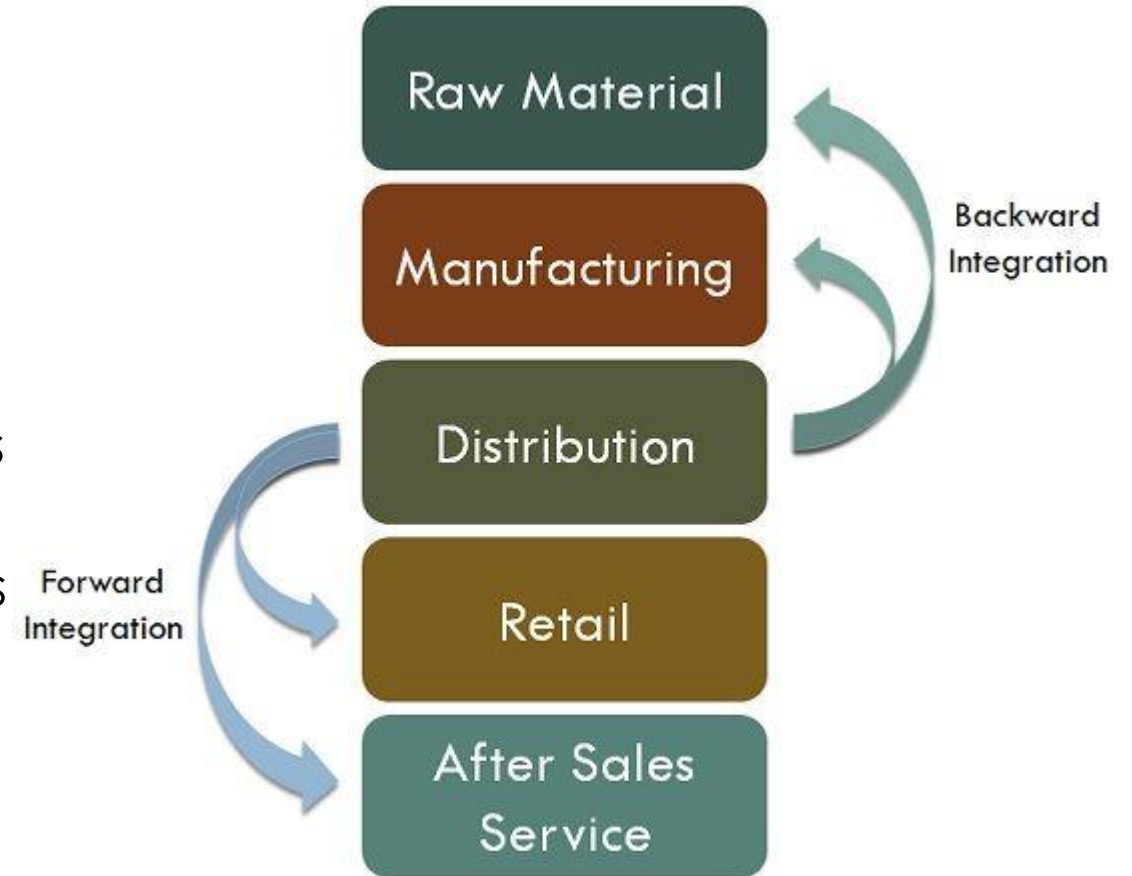 Raw Material
Manufacturing
Backward
Integration
Distribution
s
s
Forward
Integration
Retail
After Sales
Service